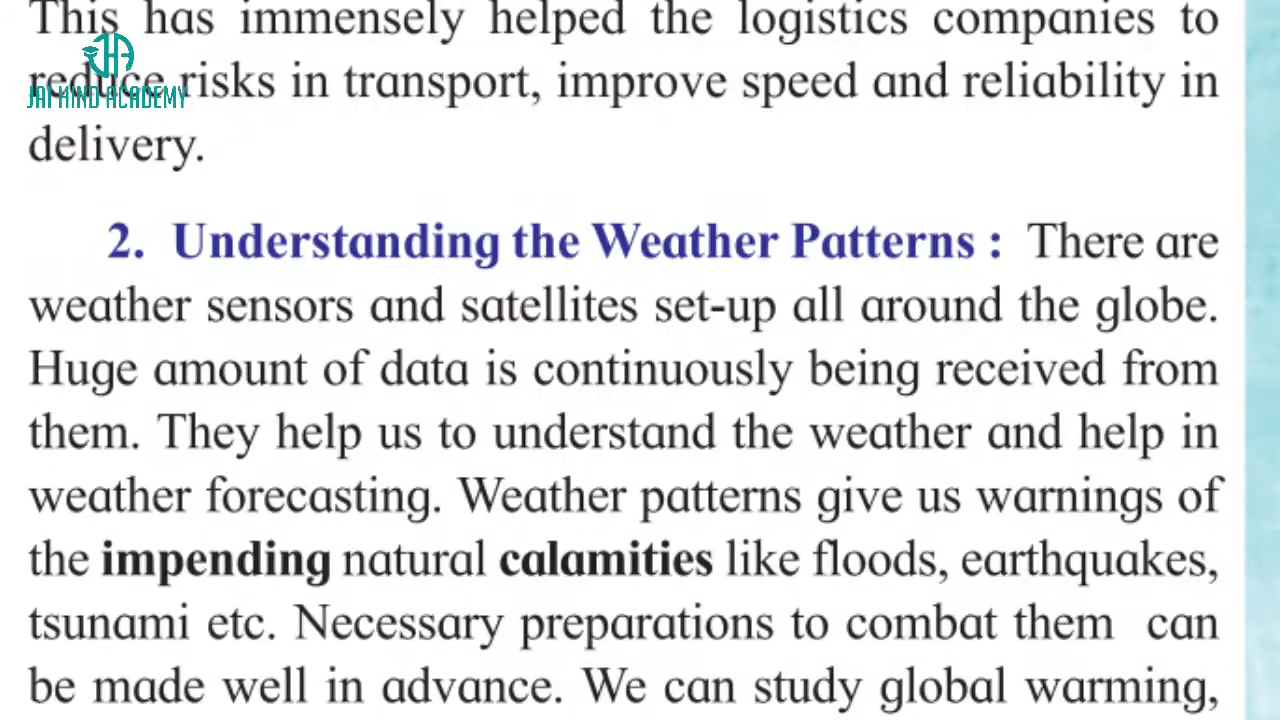 This has immensely helped the logistics companies to
reduce risks in transport, improve speed and reliability in
JAI HIND ACADEMY
delivery.
2. Understanding the Weather Patterns : There are
weather sensors and satellites set-up all around the globe.
Huge amount of data is continuously being received from
them. They help us to understand the weather and help in
weather forecasting. Weather patterns give us warnings of
the impending natural calamities like floods, earthquakes,
tsunami etc. Necessary preparations to combat them can
be made well in advance. We can study global warming,